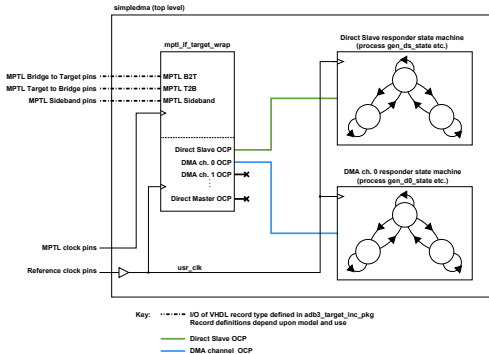 simpledma (top level)
mptl_if_target_wrap
Direct Slave responder state machine
(process gen_ds_state etc.)
MPTL Bridge to Target pins
MPTL B2T
MPTL Target to Bridge pins
MPTL T2B
MPTL Sideband pins
MPTL Sideband
Direct Slave OCP
DMA ch. 0 OCP
DMA ch. 1 OCP
Direct Master OCP
DMA ch. 0 responder state machine
(process gen_d0_state etc.)
MPTL clock pins
Reference clock pins
usr_clk
Key:
I/O of VHDL record type defined in adb3_target_inc_pkg
Record definitions depend upon model and use
Direct Slave OCP
DMA channel OCP